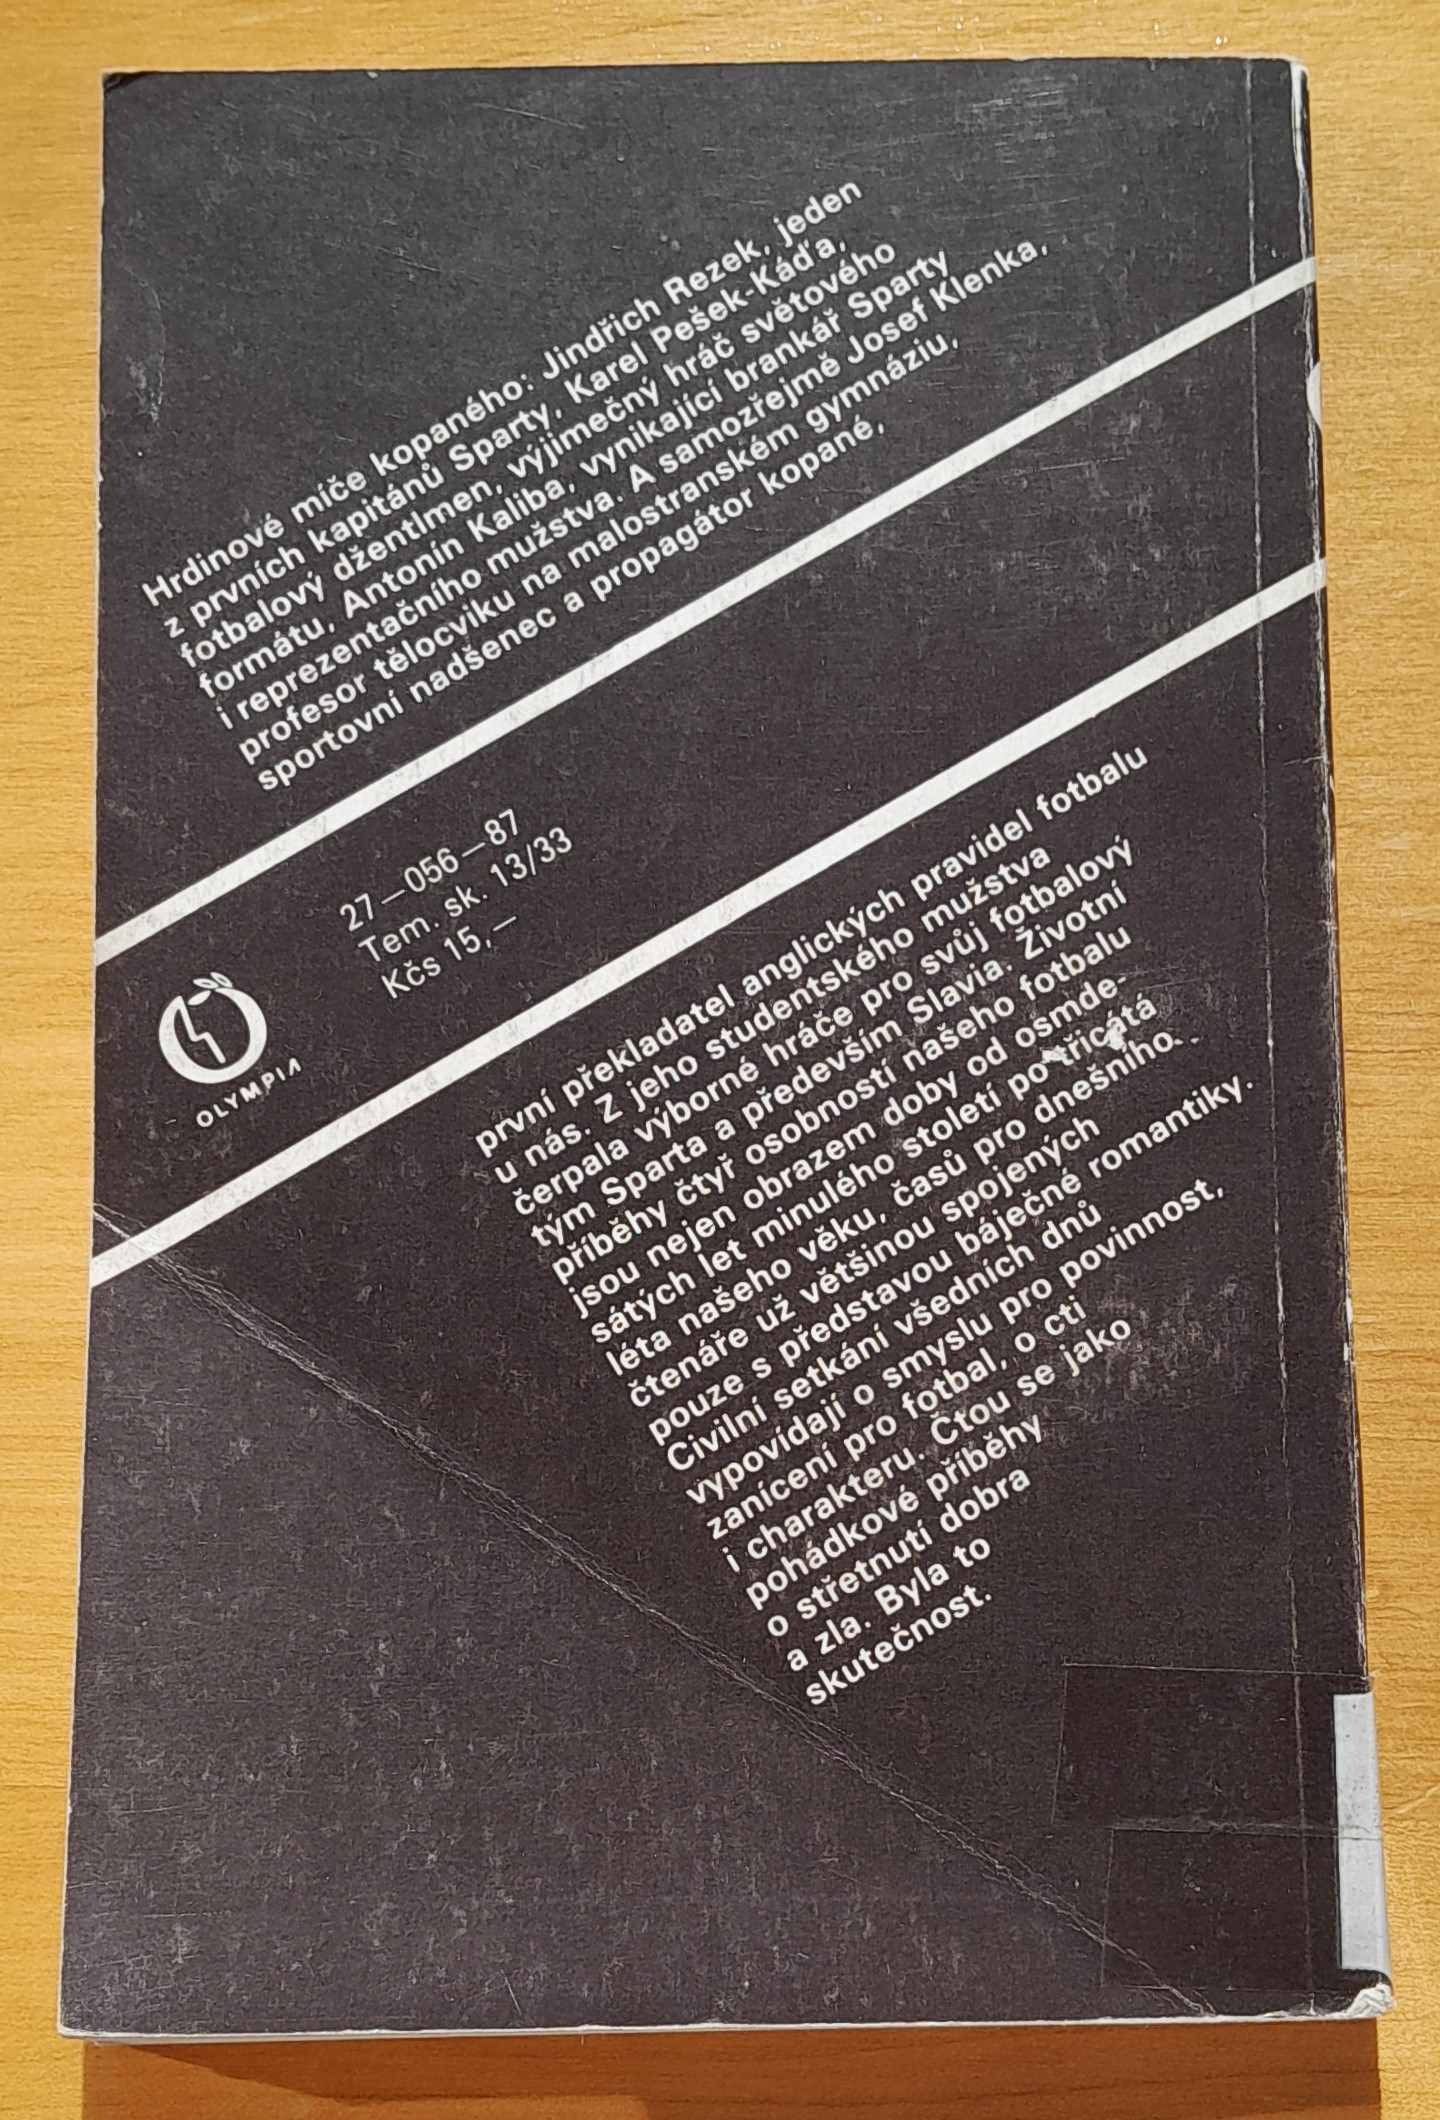 Hrdinové míče kopaného: Jindřich Rezek, jeden
z prvních kapitánů Sparty, Karel Pešek-Káďa,
fotbalový džentlmen, výjimečný hráč světového
formátu, Antonín Kaliba, vynikající brankář Sparty
i reprezentačního mužstva. A samozřejmě Josef Klenka,
profesor tělocviku na malostranském gymnáziu,
sportovní nadšenec a propagátor kopané,
27—056—87
Tem. sk. 13/33
Kčs 15,—
OLYMPIA
první překladatel anglických pravidel fotbalu
u nás. Z jeho studentského mužstva
čerpala výborné hráče pro svůj fotbalový
tým Sparta a především Slavia. Životní
příběhy čtyř osobností našeho fotbalu
jsou nejen obrazem doby od osmde-
sátých let minulého století po třicátá
léta našeho věku, časů pro dnešního
čtenáře už většinou spojených
pouze s představou báječné romantiky.
Civilní setkání všedních dnů
vypovídají o smyslu pro povinnost,
zanícení pro fotbal, o cti
i charakteru. Čtou se jako
pohádkové příběhy
o střetnutí dobra
a zla. Byla to
skutečnost.